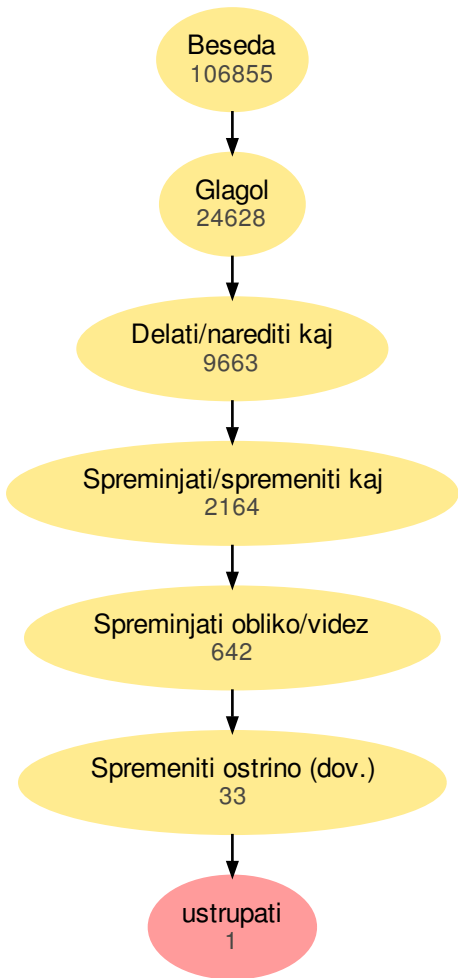 Beseda
106855
Glagol
24628
Delati/narediti kaj
9663
Spreminjati/spremeniti kaj
2164
Spreminjati obliko/videz
642
Spremeniti ostrino (dov.)
33
ustrupati
1